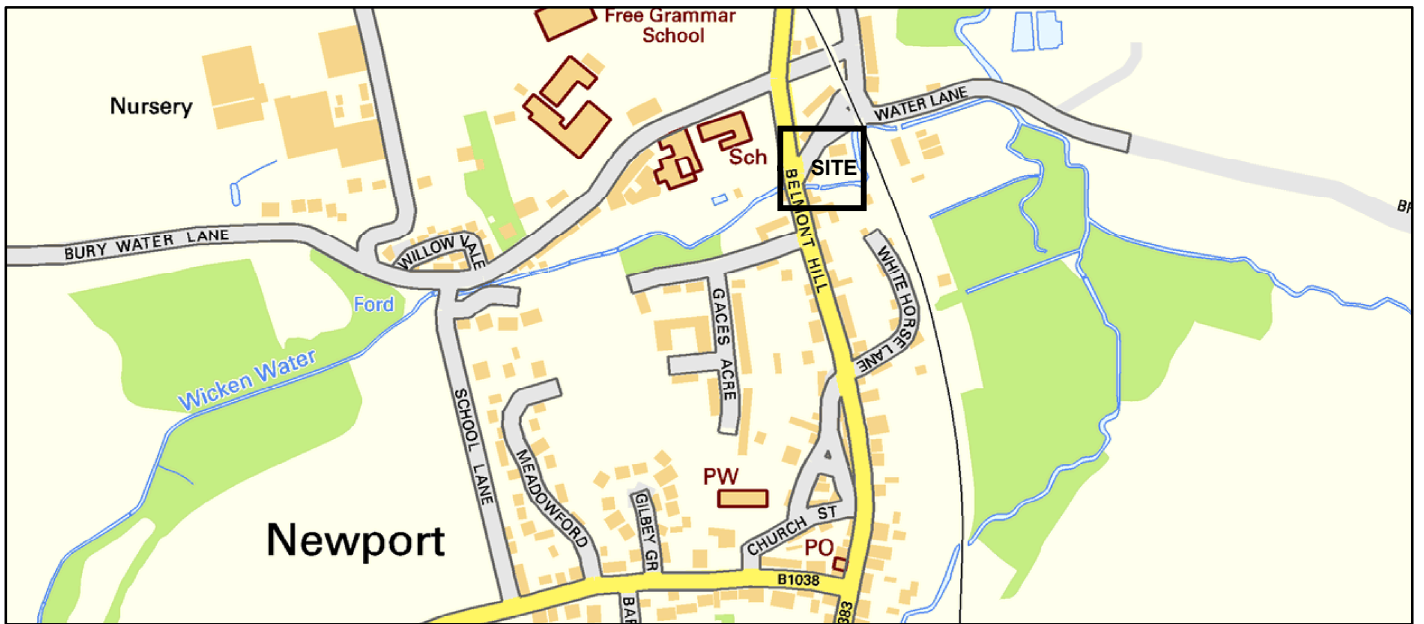 Free Grammar
School
Nursery
WATER LANE
Sch
SITE
BELMONT HILL
BURY WATER LANE
WILLOW VALE
WHITE HORSE LANE
Ford
GACES ACRE
Wicken Water
SCHOOL LANE
MEADOWFORD
PW
GILBEY GR
CHURCH ST
Newport
PO
B1038